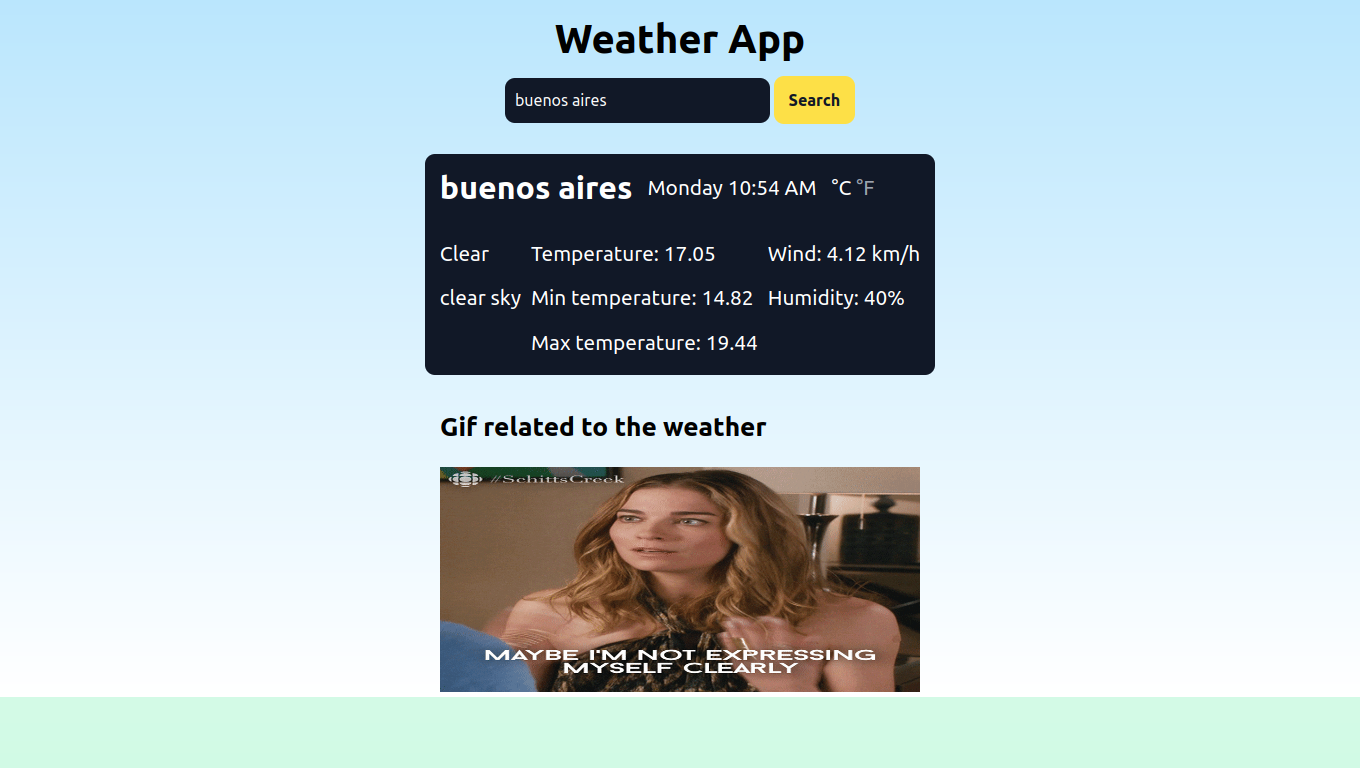 Weather App
buenos aires
Search
buenos aires Monday 10:54 AM °C °F
Clear Temperature: 17.05 Wind: 4.12 km/h
clear sky Min temperature: 14.82 Humidity: 40%
Max temperature: 19.44
Gif related to the weather
//SchittsCreek
MAYBE I'M NOT EXPRESSING
MYSELF CLEARLY